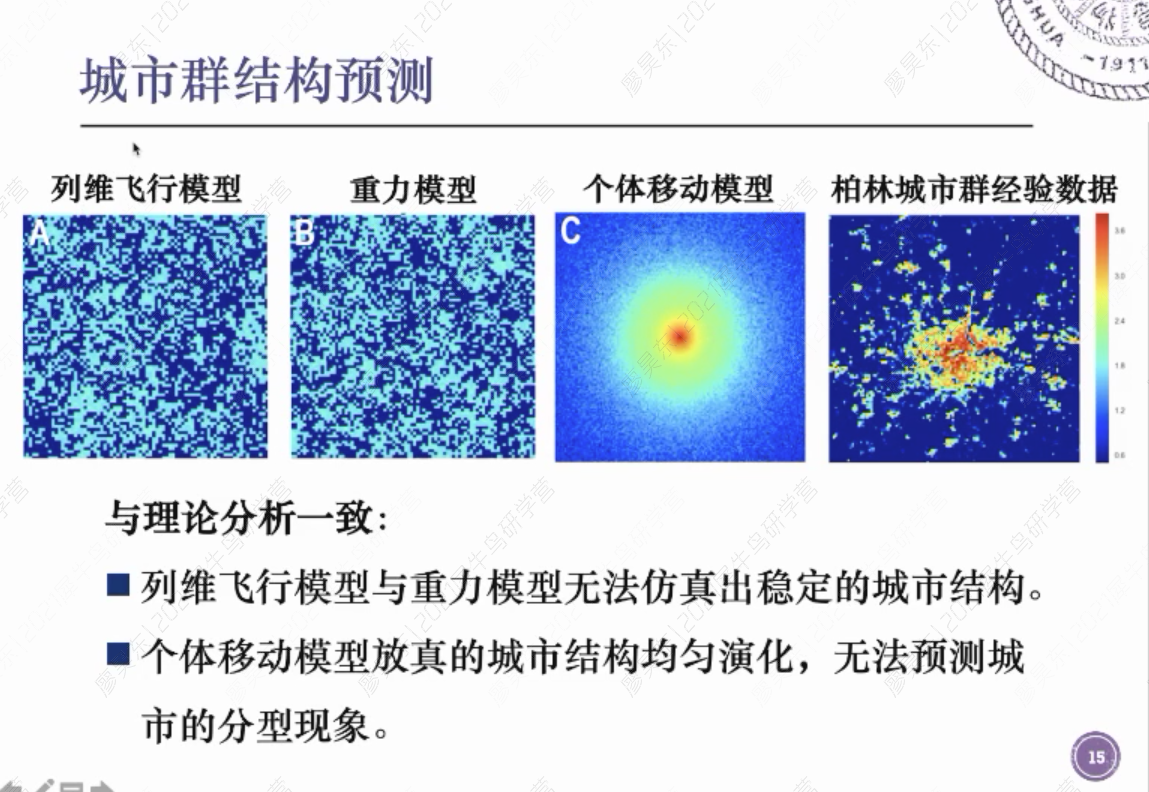 城市群结构预测
列维飞行模型 重力模型 个体移动模型 柏林城市群经验数据
A B C
3.6
3.0
2.4
1.8
1.2
0.6
与理论分析一致:
列维飞行模型与重力模型无法仿真出稳定的城市结构。
个体移动模型放真的城市结构均匀演化，无法预测城
市的分型现象。
15
HUA
~1911